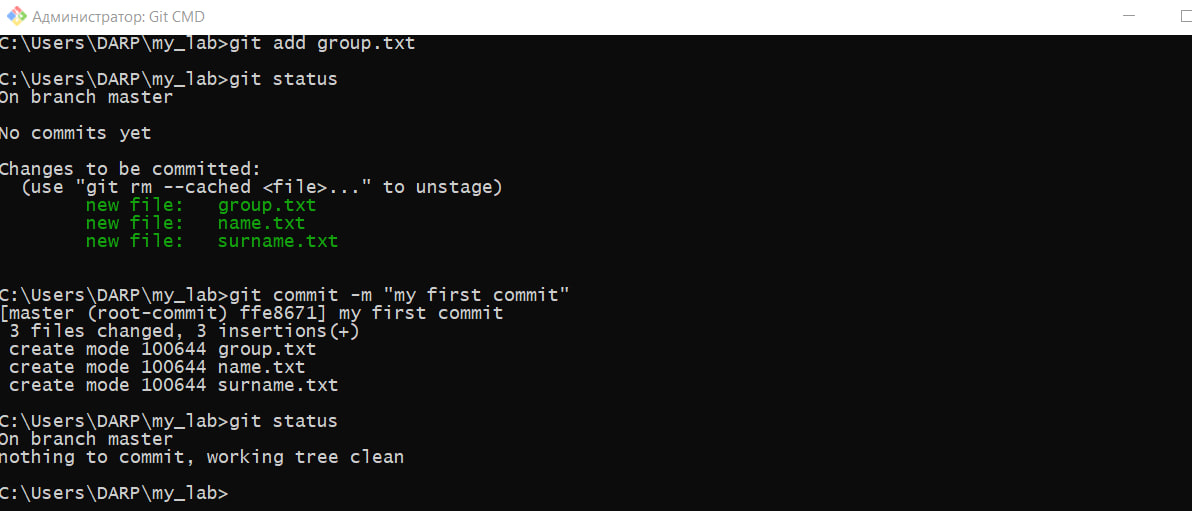 Администратор: Git CMD
C:\Users\DARP\my_lab>git add group.txt
C:\Users\DARP\my_lab>git status
On branch master
No commits yet
Changes to be committed:
  (use "git rm --cached <file>..." to unstage)
        new file:   group.txt
        new file:   name.txt
        new file:   surname.txt
C:\Users\DARP\my_lab>git commit -m "my first commit"
[master (root-commit) ffe8671] my first commit
 3 files changed, 3 insertions(+)
 create mode 100644 group.txt
 create mode 100644 name.txt
 create mode 100644 surname.txt
C:\Users\DARP\my_lab>git status
On branch master
nothing to commit, working tree clean
C:\Users\DARP\my_lab>